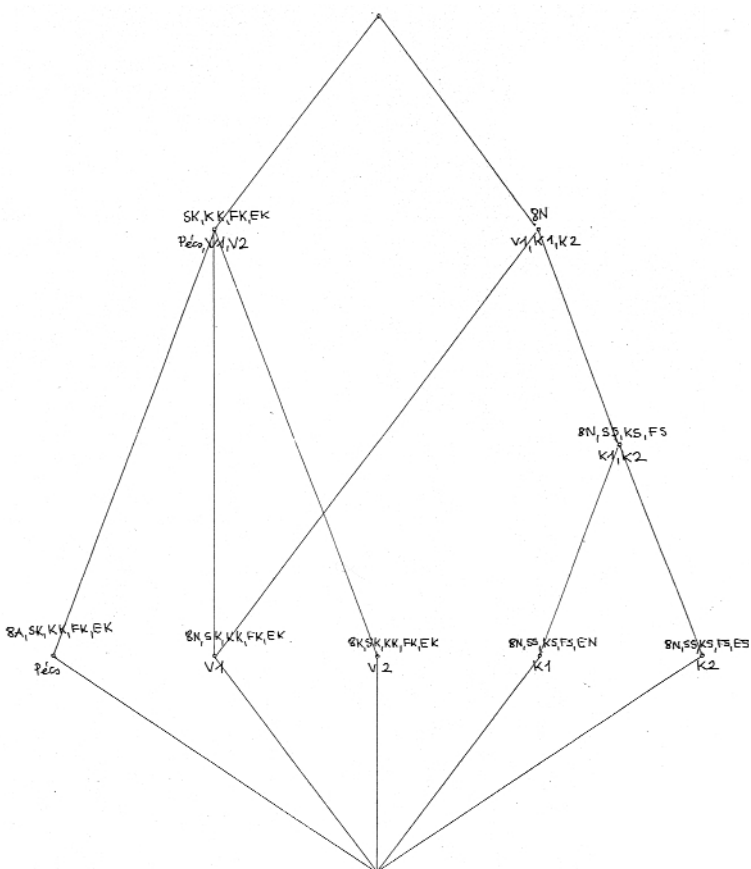 SK, KK, FK, EK
Pécs, V1, V2
8N
V1, K1, K2
8N, SS, KS, FS
K1, K2
8A, SK, KK, FK, EK
Pécs
8N, SK, KK, FK, EK
V1
8K, SK, KK, FK, EK
V2
8N, SS, KS, FS, EN
K1
8N, SS, KS, FS, ES
K2